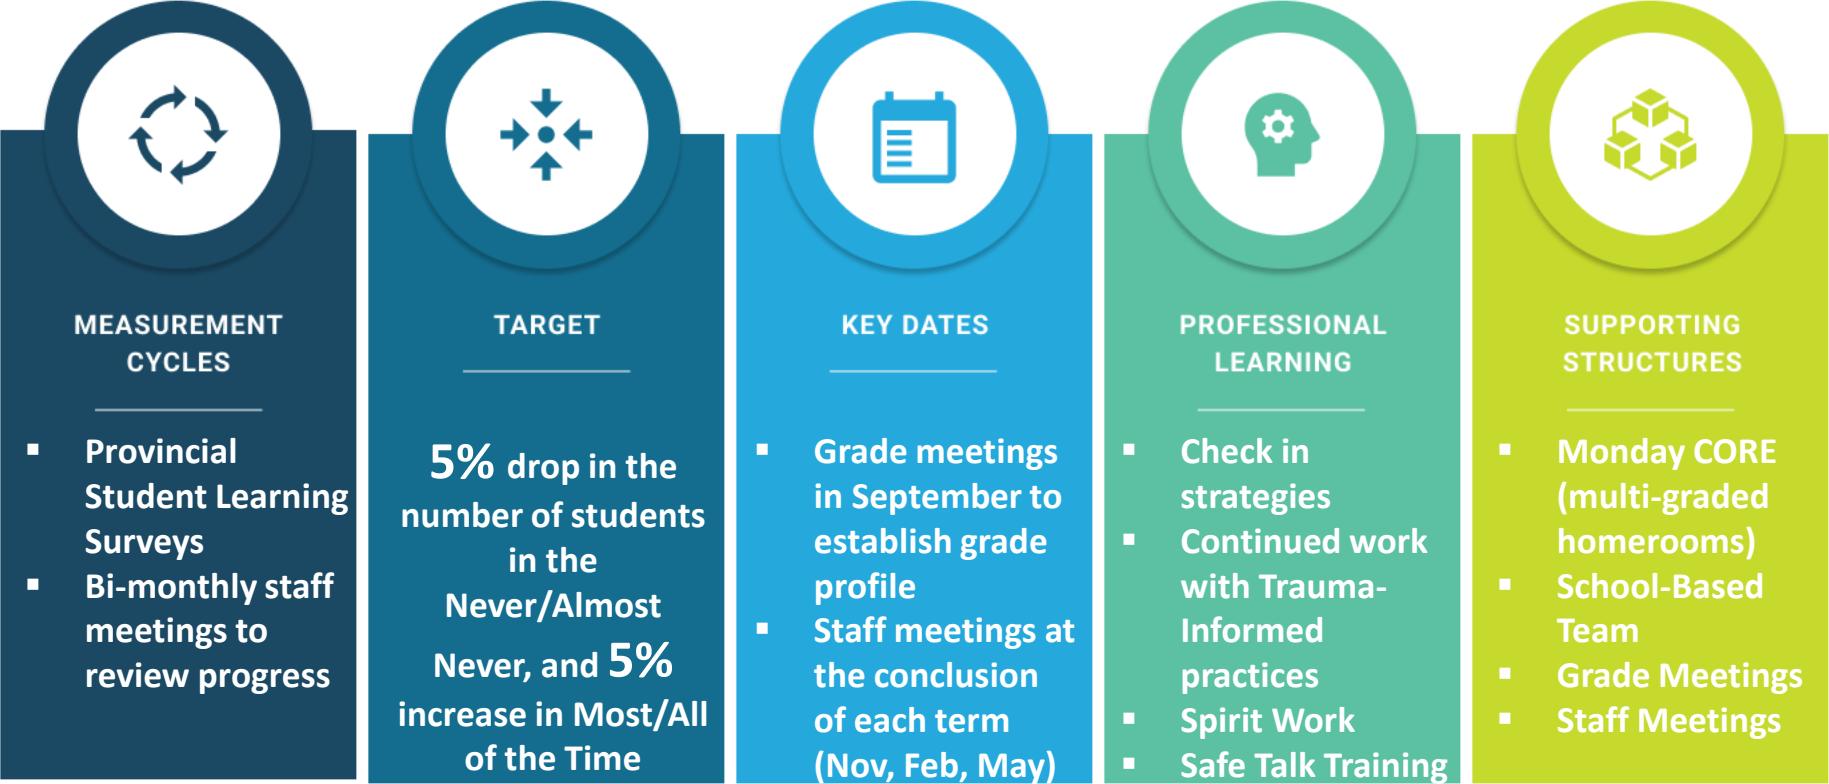 MEASUREMENT
CYCLES
▪ Provincial
Student Learning
Surveys
▪ Bi-monthly staff
meetings to
review progress
TARGET
5% drop in the
number of students
in the
Never/Almost
Never, and 5%
increase in Most/All
of the Time
KEY DATES
▪ Grade meetings
in September to
establish grade
profile
▪ Staff meetings at
the conclusion
of each term
(Nov, Feb, May)
PROFESSIONAL
LEARNING
▪ Check in
strategies
▪ Continued work
with Trauma-
Informed
practices
▪ Spirit Work
▪ Safe Talk Training
SUPPORTING
STRUCTURES
▪ Monday CORE
(multi-graded
homerooms)
▪ School-Based
Team
▪ Grade Meetings
▪ Staff Meetings